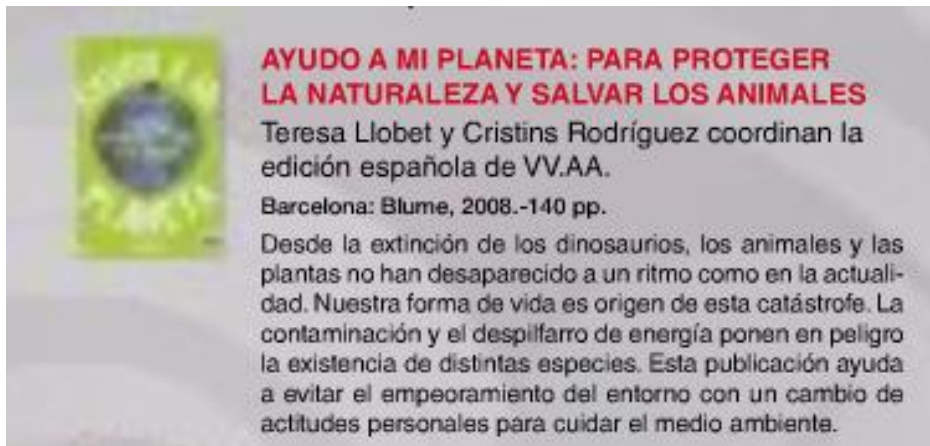 AYUDO A MI PLANETA: PARA PROTEGER
LA NATURALEZA Y SALVAR LOS ANIMALES
Teresa Llobet y Cristins Rodríguez coordinan la
edición española de VV.AA.
Barcelona: Blume, 2008.-140 pp.
Desde la extinción de los dinosaurios, los animales y las
plantas no han desaparecido a un ritmo como en la actuali-
dad. Nuestra forma de vida es origen de esta catástrofe. La
contaminación y el despilfarro de energía ponen en peligro
la existencia de distintas especies. Esta publicación ayuda
a evitar el empeoramiento del entorno con un cambio de
actitudes personales para cuidar el medio ambiente.